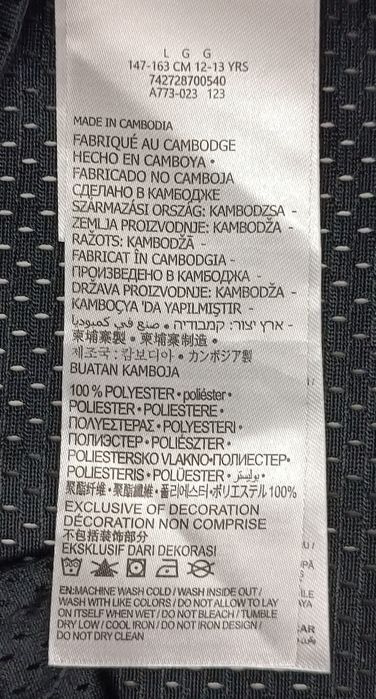 L G G
147-163 CM 12-13 YRS
742728700540
A773-023 123
MADE IN CAMBODIA
FABRIQUÉ AU CAMBODGE
HECHO EN CAMBOYA •
FABRICADO NO CAMBOJA
СДЕЛАНО В КАМБОДЖЕ
SZÁRMAZÁSI ORSZÁG: KAMBODZSA -
ZEMLJA PROIZVODNJE: KAMBODŽA -
RAŽOTS: KAMBODŽĀ -
FABRICAT ÎN CAMBODGIA -
ПРОИЗВЕДЕНО В КАМБОДЖА -
DRŽAVA PROIZVODNJE: KAMBODŽA -
KAMBOÇYA 'DA YAPILMIŞTIR -
- ארץ יצור: קמבודיה • صنع في كمبوديا
柬埔寨製 • 柬埔寨制造 •
제조국: 캄보디아 • カンボジア製
BUATAN KAMBOJA
100 % POLYESTER • poliéster •
POLIESTER • POLIESTERE •
ΠΟΛΥΕΣΤΕΡΑΣ • POLYESTERI •
ПОЛИЭСТЕР • POLIÉSZTER •
POLIESTERSKO VLAKNO•ПОЛИЕСТЕР•
POLIESTERIS • POLÜESTER • بوليستر •
聚酯纤维 • 聚酯纖維 • 폴리에스터 • ポリエステル 100%
EXCLUSIVE OF DECORATION
DÉCORATION NON COMPRISE
不包括装饰部分
EKSKLUSIF DARI DEKORASI
EN:MACHINE WASH COLD / WASH INSIDE OUT /
WASH WITH LIKE COLORS / DO NOT ALLOW TO LAY
ON ITSELF WHEN WET / DO NOT BLEACH / TUMBLE
DRY LOW / COOL IRON / DO NOT IRON DESIGN /
DO NOT DRY CLEAN